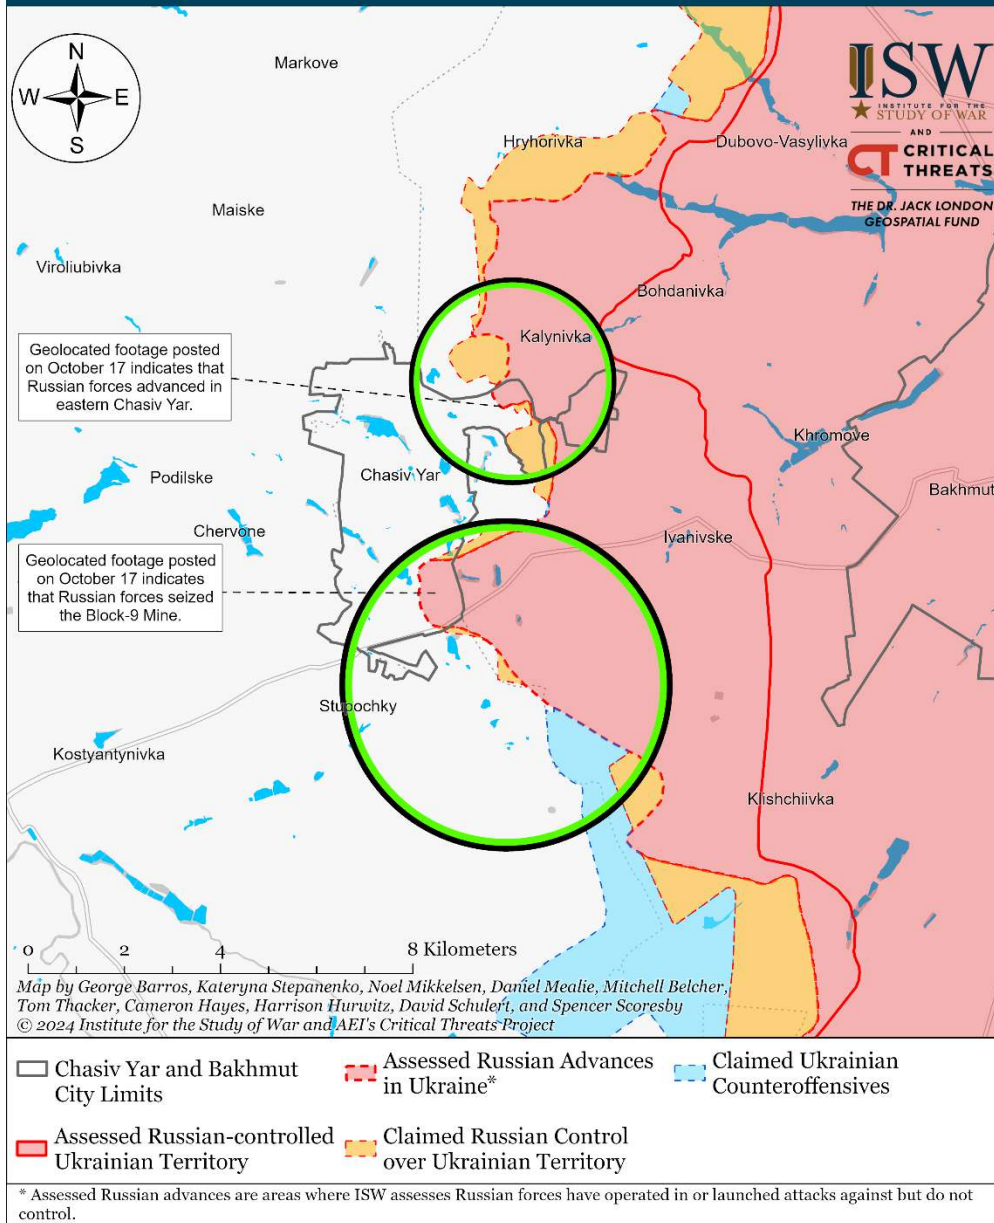 N
W
E
S
ISW
INSTITUTE FOR THE
STUDY OF WAR
AND
CT CRITICAL
THREATS
THE DR. JACK LONDON
GEOSPATIAL FUND
Markove
Hryhorivka
Dubovo-Vasylivka
Maiske
Viroliubivka
Bohdanivka
Kalynivka
Geolocated footage posted
on October 17 indicates that
Russian forces advanced in
eastern Chasiv Yar.
Khromove
Podilske
Chasiv Yar
Bakhmut
Chervone
Ivanivske
Geolocated footage posted
on October 17 indicates
that Russian forces seized
the Block-9 Mine.
Stupochky
Kostyantynivka
Klishchiivka
0 2 4 8 Kilometers
Map by George Barros, Kateryna Stepanenko, Noel Mikkelsen, Daniel Mealie, Mitchell Belcher,
Tom Thacker, Cameron Hayes, Harrison Hurwitz, David Schulert, and Spencer Scoresby
© 2024 Institute for the Study of War and AEI's Critical Threats Project
Chasiv Yar and Bakhmut
City Limits
Assessed Russian Advances
in Ukraine*
Claimed Ukrainian
Counteroffensives
Assessed Russian-controlled
Ukrainian Territory
Claimed Russian Control
over Ukrainian Territory
* Assessed Russian advances are areas where ISW assesses Russian forces have operated in or launched attacks against but do not
control.